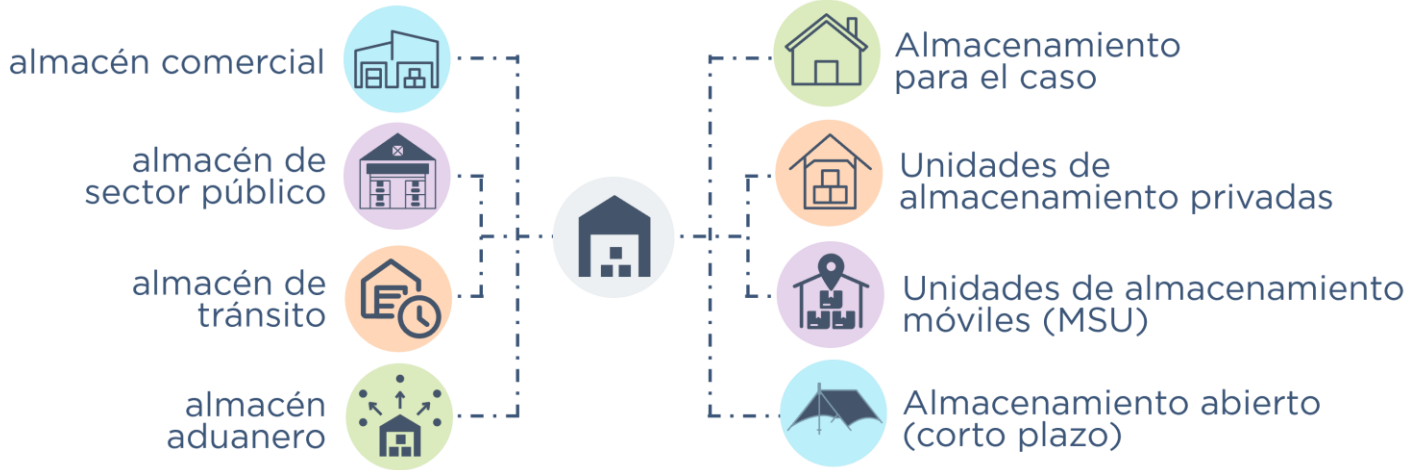 almacén comercial
almacén de
sector público
almacén de
tránsito
almacén
aduanero
Almacenamiento
para el caso
Unidades de
almacenamiento privadas
Unidades de almacenamiento
móviles (MSU)
Almacenamiento abierto
(corto plazo)